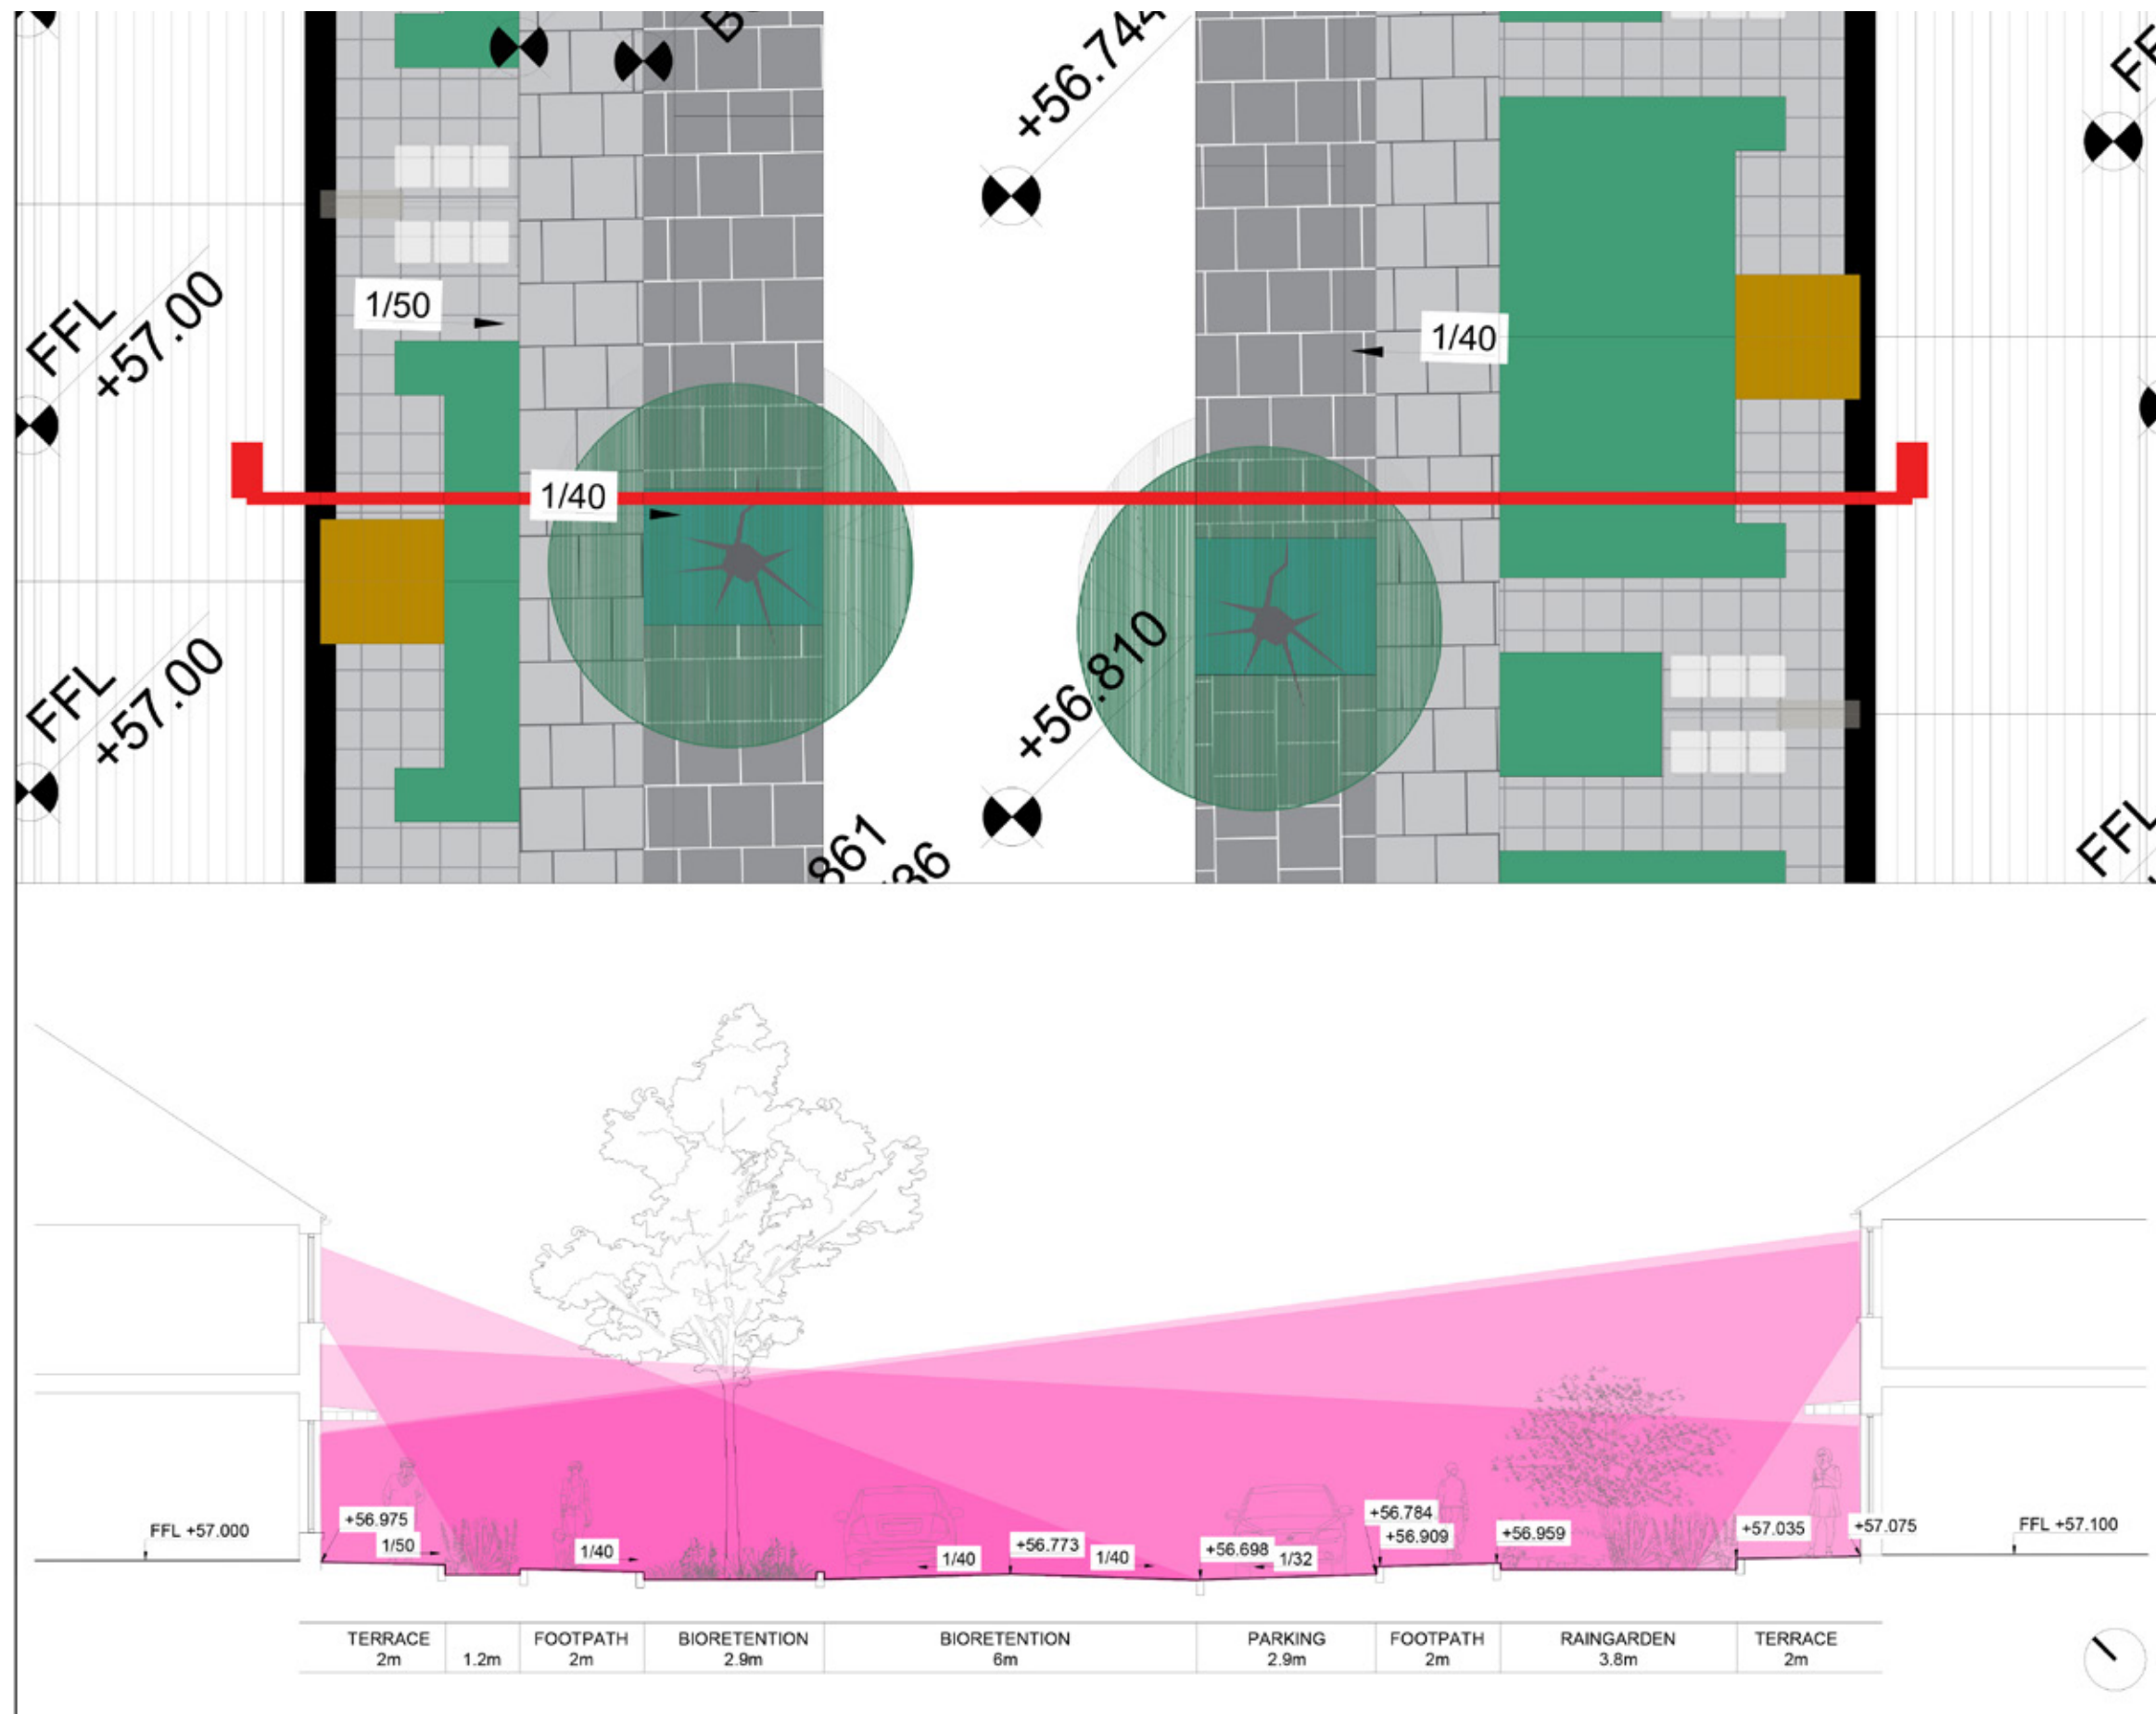 +56.744
1/50
FFL
+57.00
1/40
1/40
FFL
+57.00
+56.810
861
FFL
+56.975
1/50
FFL +57.000
1/40
1/40
+56.773
1/40
+56.698
1/32
+56.784
+56.909
+56.959
+57.035
+57.075
FFL +57.100
TERRACE
2m
1.2m
FOOTPATH
2m
BIORETENTION
2.9m
BIORETENTION
6m
PARKING
2.9m
FOOTPATH
2m
RAINGARDEN
3.8m
TERRACE
2m